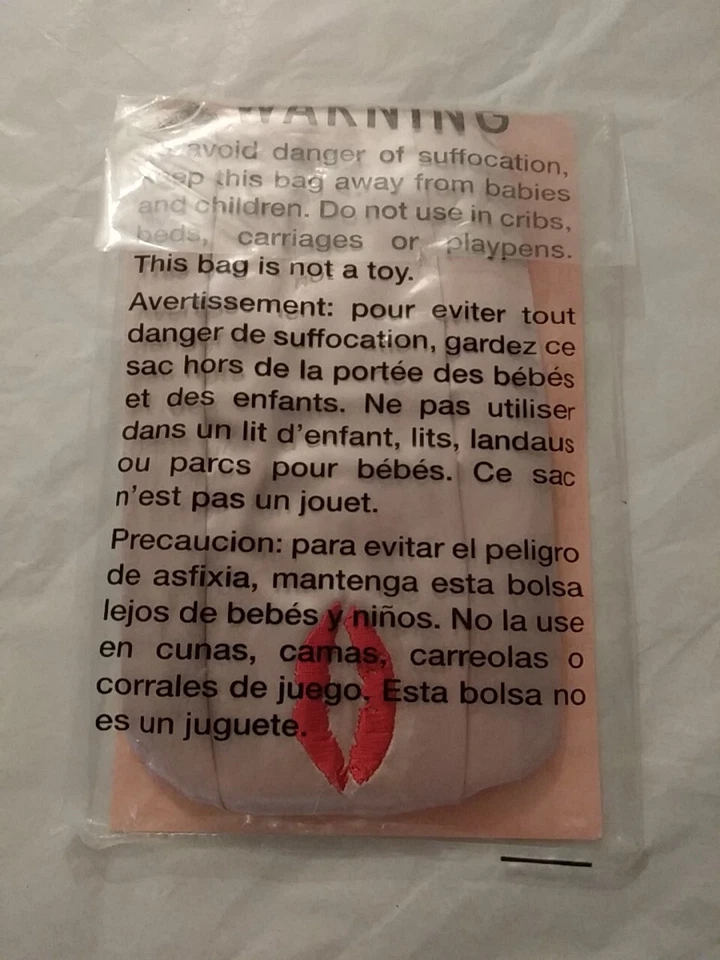 WARNING
avoid danger of suffocation,
keep this bag away from babies
and children. Do not use in cribs,
beds, carriages or playpens.
This bag is not a toy.
Avertissement: pour eviter tout
danger de suffocation, gardez ce
sac hors de la portée des bébés
et des enfants. Ne pas utiliser
dans un lit d'enfant, lits, landaus
ou parcs pour bébés. Ce sac
n'est pas un jouet.
Precaucion: para evitar el peligro
de asfixia, mantenga esta bolsa
lejos de bebés y niños. No la use
en cunas, camas, carreolas o
corrales de juego. Esta bolsa no
es un juguete.